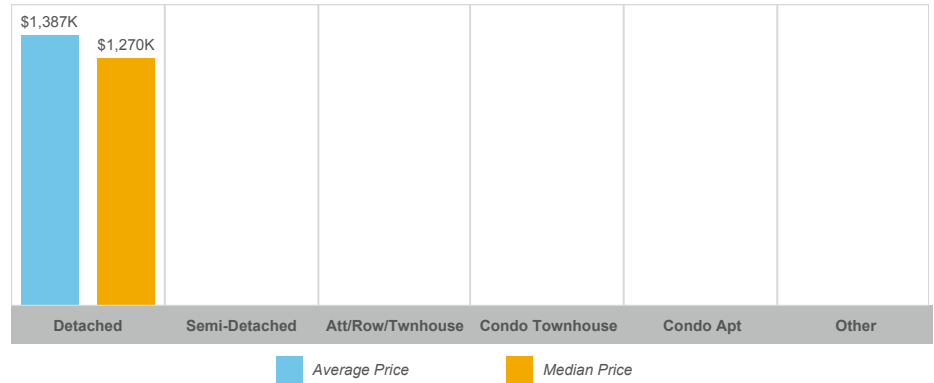 $1,387K
$1,270K
Detached Semi-Detached Att/Row/Twnhouse Condo Townhouse Condo Apt Other
Average Price Median Price